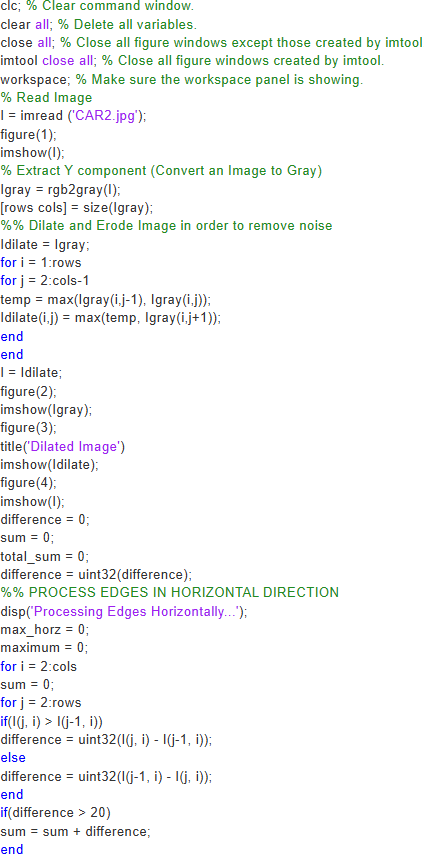 clc; % Clear command window.
clear all; % Delete all variables.
close all; % Close all figure windows except those created by imtool
imtool close all; % Close all figure windows created by imtool.
workspace; % Make sure the workspace panel is showing.
% Read Image
I = imread ('CAR2.jpg');
figure(1);
imshow(I);
% Extract Y component (Convert an Image to Gray)
Igray = rgb2gray(I);
[rows cols] = size(Igray);
%% Dilate and Erode Image in order to remove noise
Idilate = Igray;
for i = 1:rows
for j = 2:cols-1
temp = max(Igray(i,j-1), Igray(i,j));
Idilate(i,j) = max(temp, Igray(i,j+1));
end
end
I = Idilate;
figure(2);
imshow(Igray);
figure(3);
title('Dilated Image')
imshow(Idilate);
figure(4);
imshow(I);
difference = 0;
sum = 0;
total_sum = 0;
difference = uint32(difference);
%% PROCESS EDGES IN HORIZONTAL DIRECTION
disp('Processing Edges Horizontally...');
max_horz = 0;
maximum = 0;
for i = 2:cols
sum = 0;
for j = 2:rows
if(I(j, i) > I(j-1, i))
difference = uint32(I(j, i) - I(j-1, i));
else
difference = uint32(I(j-1, i) - I(j, i));
end
if(difference > 20)
sum = sum + difference;
end